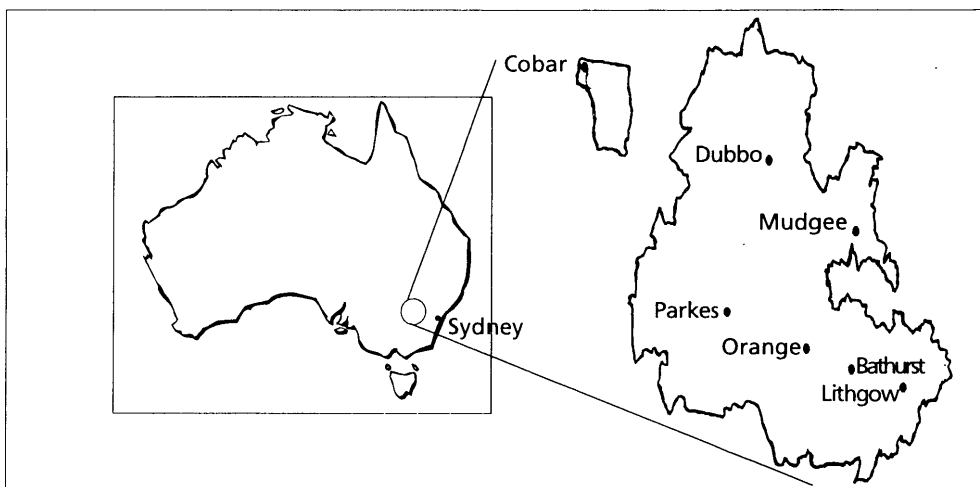 Cobar
Dubbo
Mudgee
Sydney
Parkes
Orange
Bathurst
Lithgow